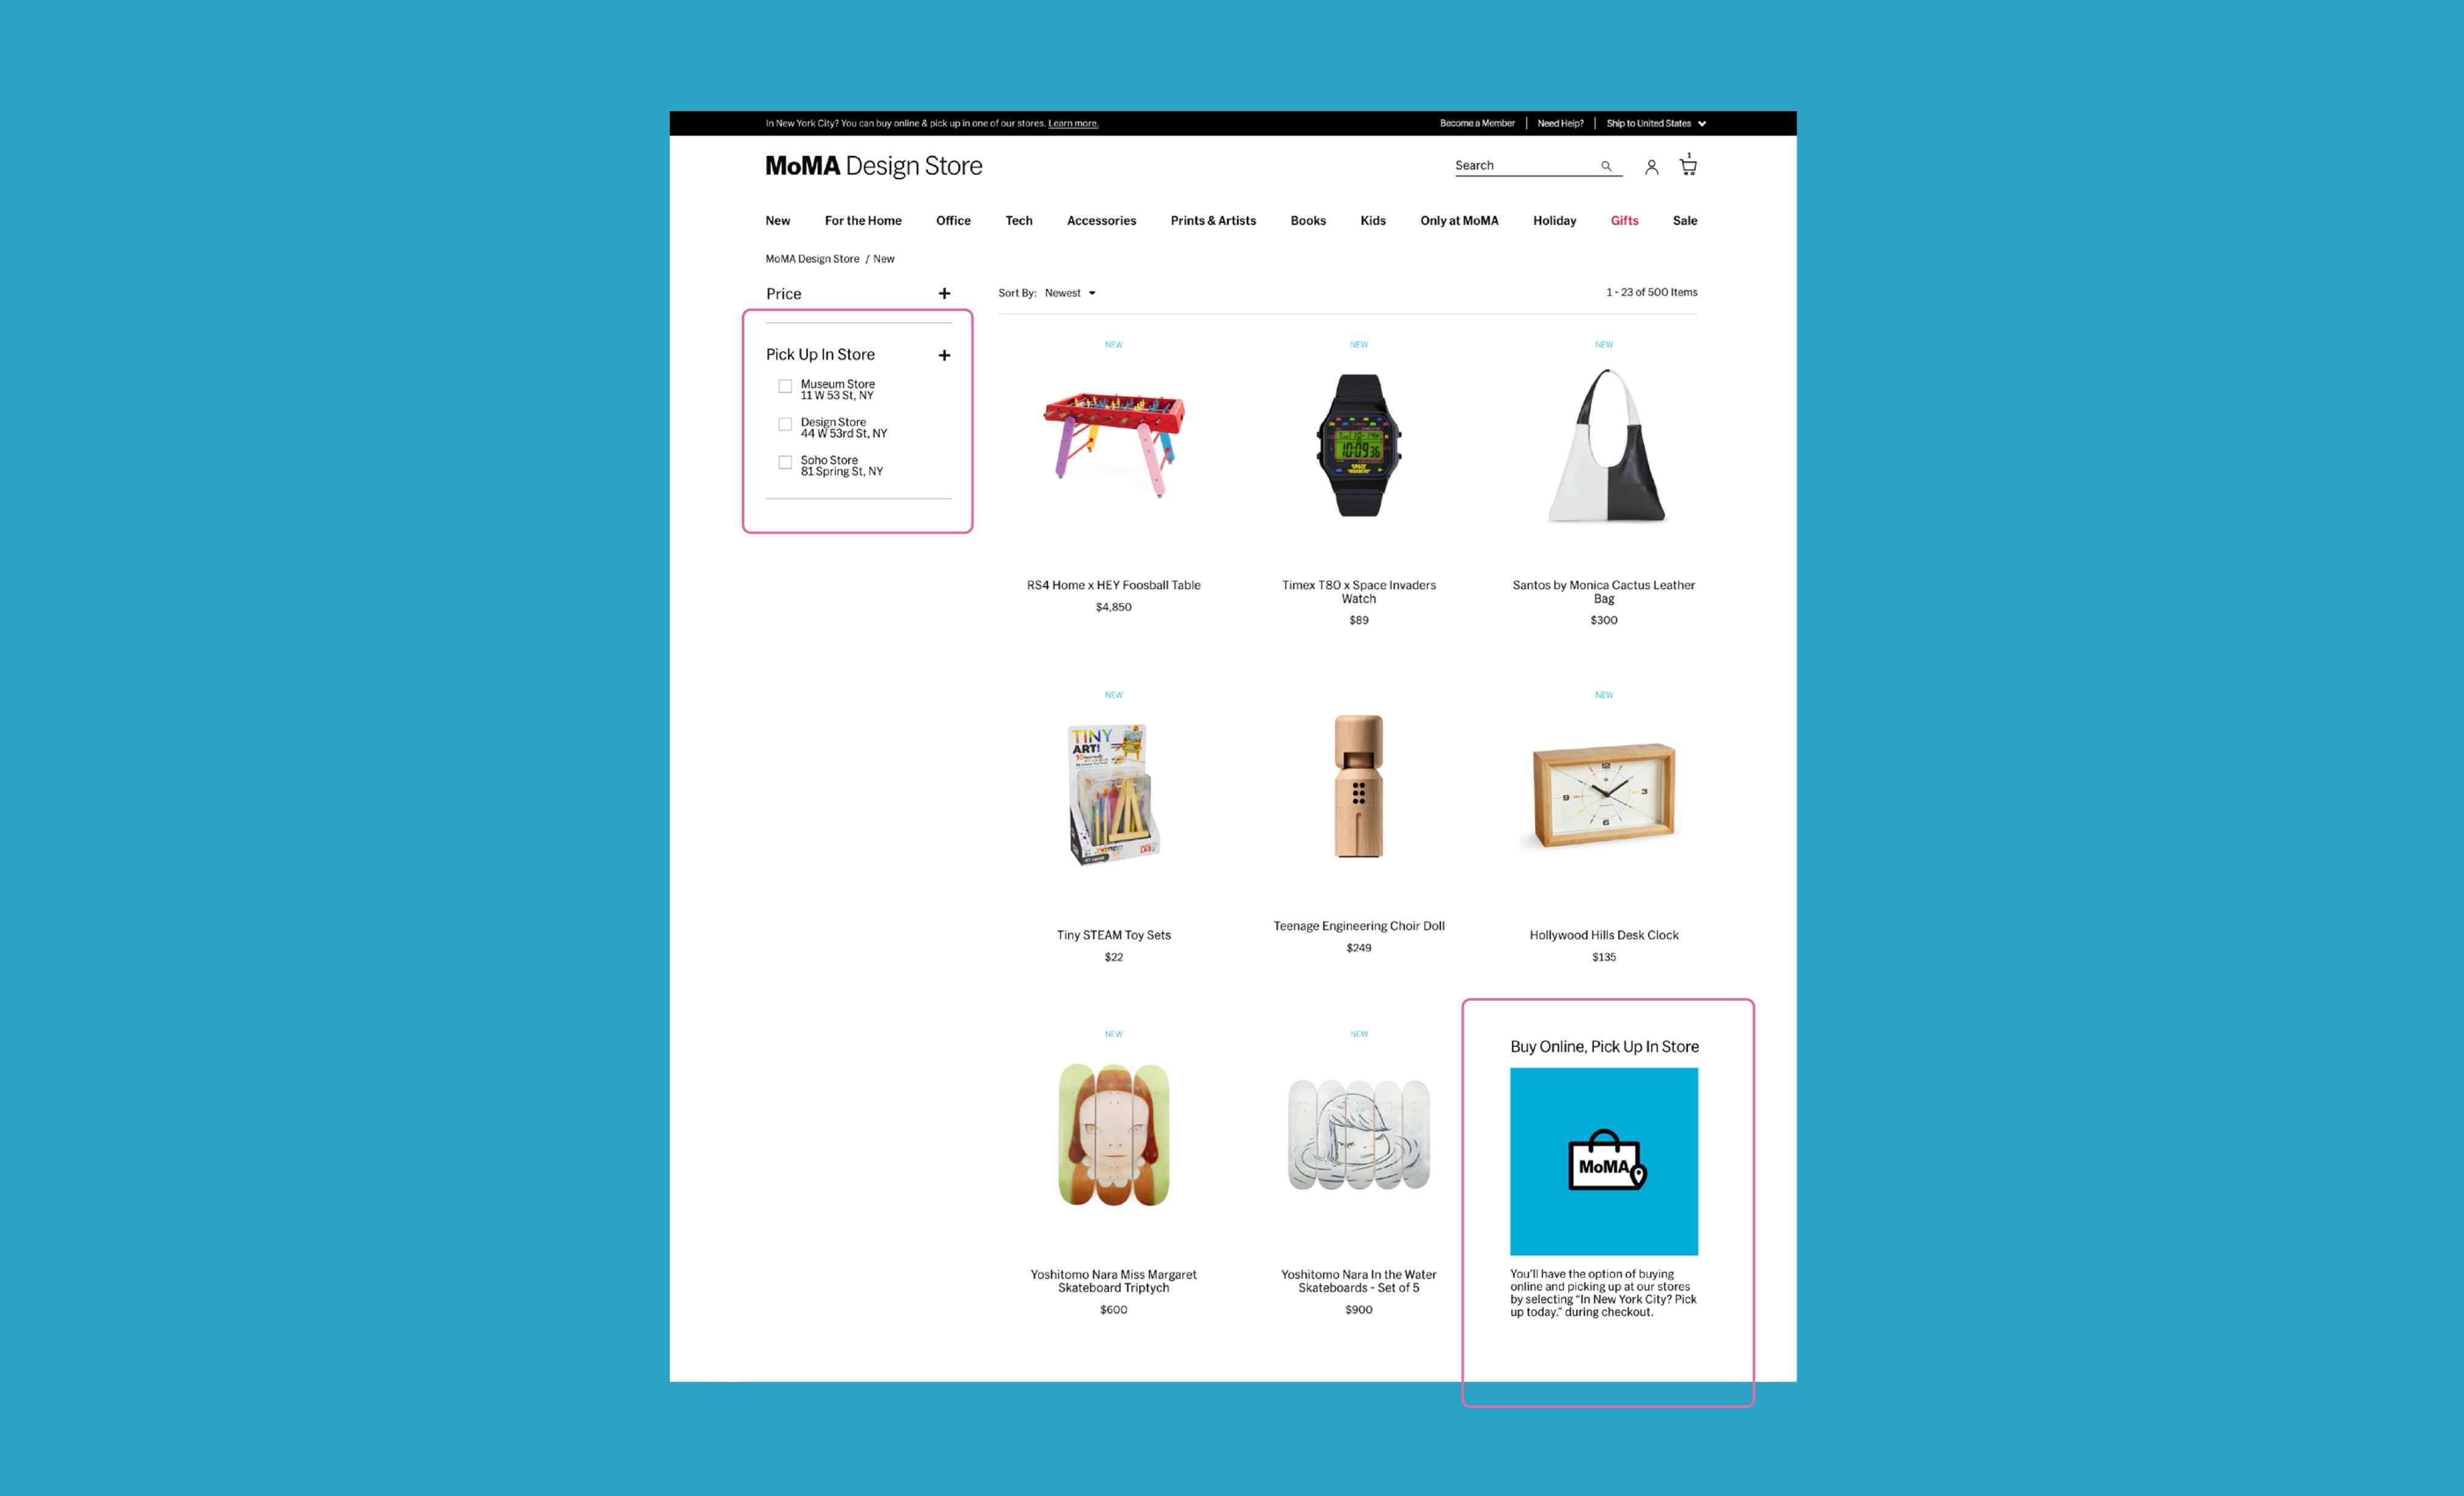 In New York City? You can buy online & pick up in one of our stores. Learn more.
Become a Member
Need Help?
Ship to United States
MoMA Design Store
Search
1
New
For the Home
Office
Tech
Accessories
Prints & Artists
Books
Kids
Only at MoMA
Holiday
Gifts
Sale
MoMA Design Store / New
Price +
Sort By: Newest
1 - 23 of 500 Items
Pick Up In Store +
Museum Store
11 W 53 St, NY
Design Store
44 W 53rd St, NY
Soho Store
81 Spring St, NY
NEW
RS4 Home x HEY Foosball Table
$4,850
NEW
10:09 36
SPACE
INVADERS
Timex T80 x Space Invaders
Watch
$89
NEW
Santos by Monica Cactus Leather
Bag
$300
NEW
TINY
ART!
Tiny STEAM Toy Sets
$22
Teenage Engineering Choir Doll
$249
NEW
12
9
3
6
Hollywood Hills Desk Clock
$135
NEW
Yoshitomo Nara Miss Margaret
Skateboard Triptych
$600
NEW
Yoshitomo Nara In the Water
Skateboards - Set of 5
$900
Buy Online, Pick Up In Store
MoMA
You'll have the option of buying
online and picking up at our stores
by selecting “In New York City? Pick
up today.” during checkout.